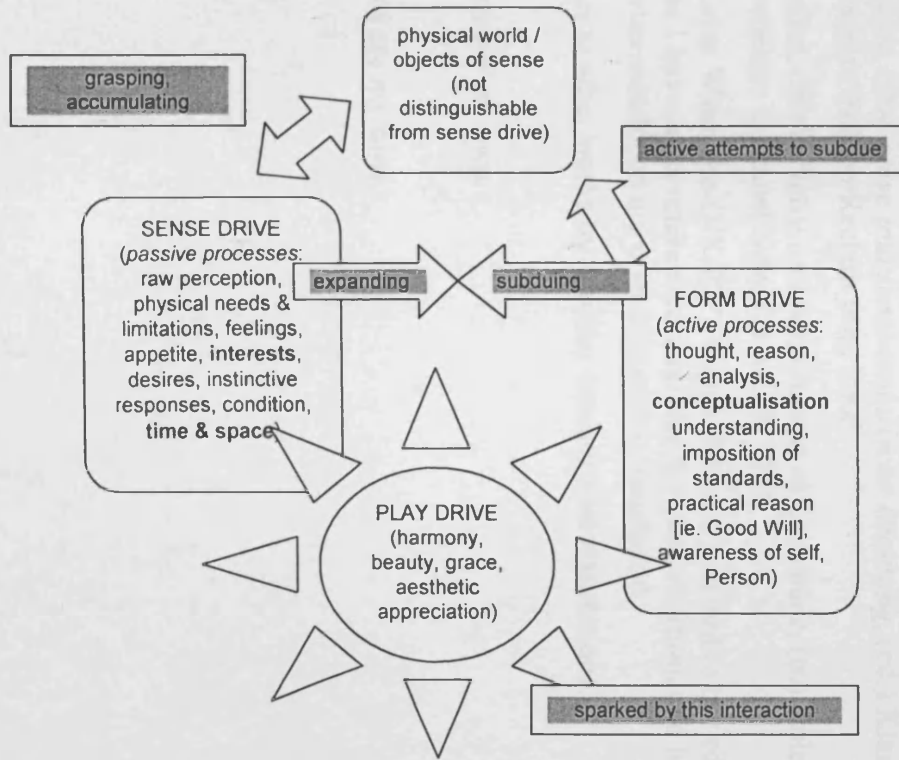 physical world /
objects of sense
(not
distinguishable
from sense drive)
grasping,
accumulating
active attempts to subdue
SENSE DRIVE
(passive processes:
raw perception,
physical needs &
limitations, feelings,
appetite, interests,
desires, instinctive
responses, condition,
time & space
expanding
subduing
FORM DRIVE
(active processes:
thought, reason,
analysis,
conceptualisation
understanding,
imposition of
standards,
practical reason
[ie. Good Will],
awareness of self,
Person)
PLAY DRIVE
(harmony,
beauty, grace,
aesthetic
appreciation)
sparked by this interaction